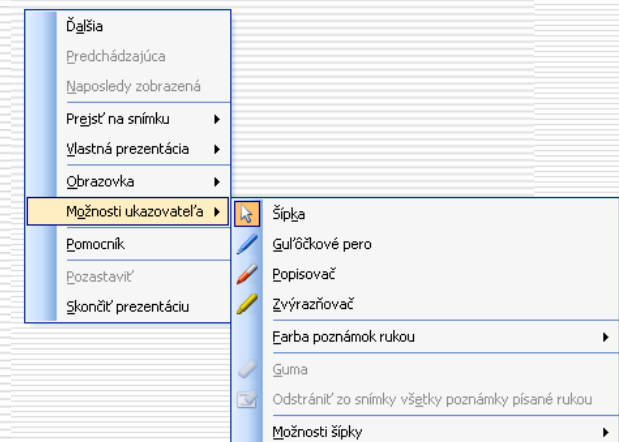 Ďalšia
Predchádzajúca
Naposledy zobrazená
Prejsť na snímku
Vlastná prezentácia
Obrazovka
Možnosti ukazovateľa
Pomocník
Pozastaviť
Skončiť prezentáciu
Šípka
Guľôčkové pero
Popisovač
Zvýrazňovač
Farba poznámok rukou
Guma
Odstrániť zo snímky všetky poznámky písané rukou
Možnosti šípky